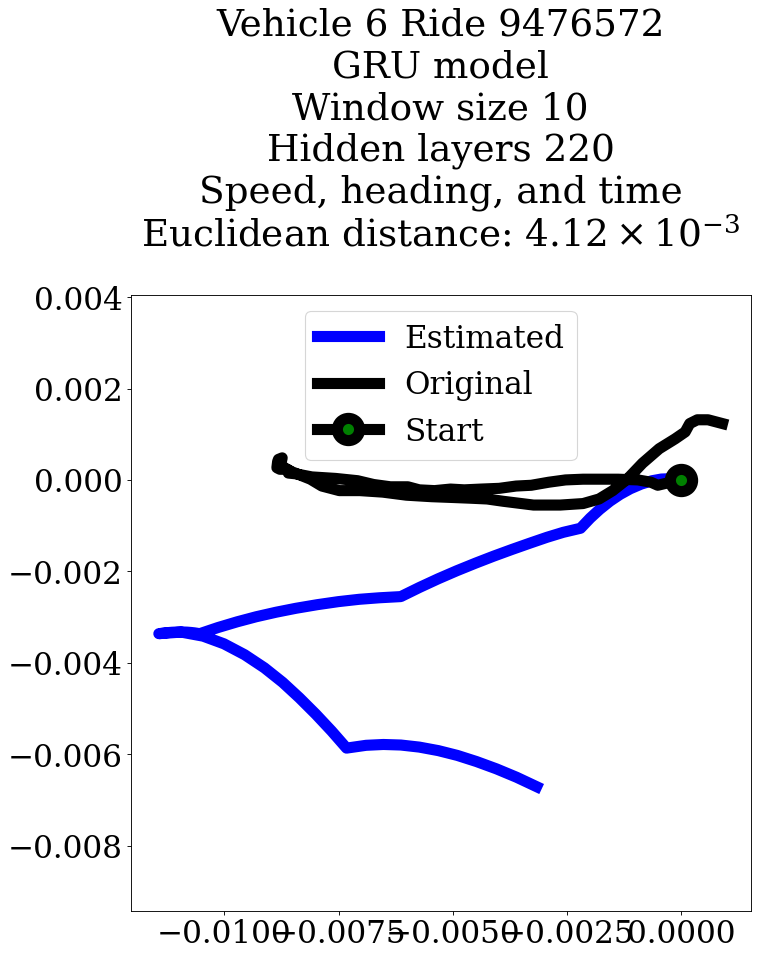 Vehicle 6 Ride 9476572
GRU model
Window size 10
Hidden layers 220
Speed, heading, and time
Euclidean distance: 4.12 × 10⁻³
Estimated
Original
Start
0.004
0.002
0.000
−0.002
−0.004
−0.006
−0.008
−0.0100 −0.0075 −0.0050 −0.0025 0.0000